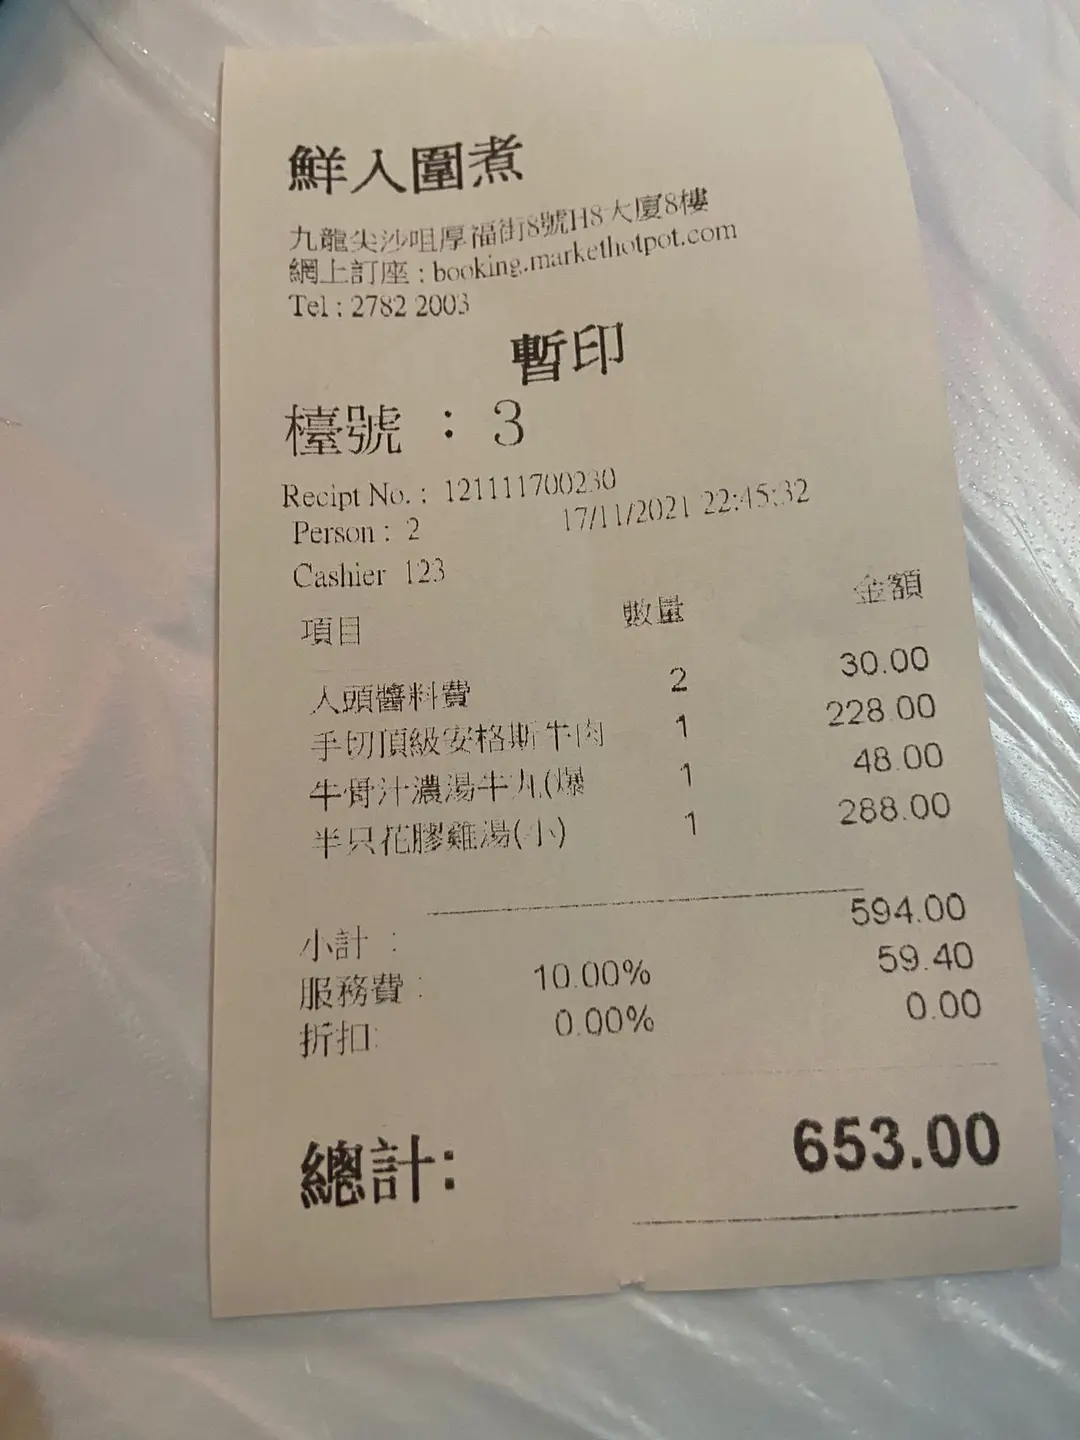 鮮入圍煮
九龍尖沙咀厚福街8號H8大廈8樓
網上訂座 : booking.markethotpot.com
Tel : 2782 2003
暫印
檯號 : 3
Recipt No. : 121111700230
Person : 2 17/11/2021 22:45:32
Cashier 123
項目 數量 金額
人頭醬料費 2 30.00
手切頂級安格斯牛肉 1 228.00
牛骨汁濃湯牛丸(爆 1 48.00
半只花膠雞湯(小) 1 288.00
小計 : 594.00
服務費 : 10.00% 59.40
折扣: 0.00% 0.00
總計: 653.00